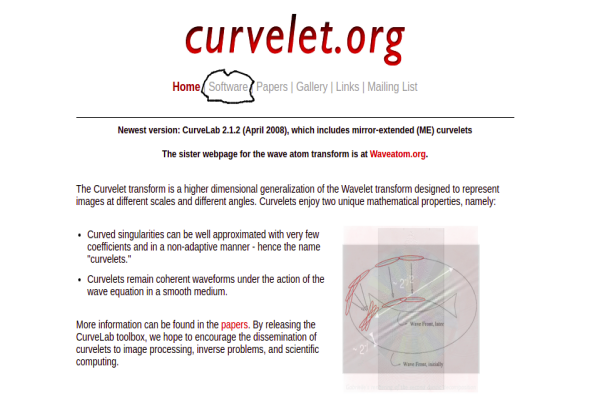 curvelet.org
Home | Software | Papers | Gallery | Links | Mailing List
Newest version: CurveLab 2.1.2 (April 2008), which includes mirror-extended (ME) curvelets
The sister webpage for the wave atom transform is at Waveatom.org.
The Curvelet transform is a higher dimensional generalization of the Wavelet transform designed to represent
images at different scales and different angles. Curvelets enjoy two unique mathematical properties, namely:
• Curved singularities can be well approximated with very few
coefficients and in a non-adaptive manner - hence the name
"curvelets."
• Curvelets remain coherent waveforms under the action of the
wave equation in a smooth medium.
More information can be found in the papers. By releasing the
CurveLab toolbox, we hope to encourage the dissemination of
curvelets to image processing, inverse problems, and scientific
computing.
Wave Front, later
Wave Front, initially